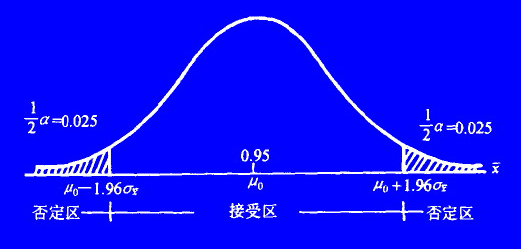 1/2 α=0.025
1/2 α=0.025
0.95
x̄
μ₀−1.96σx̄
μ₀
μ₀+1.96σx̄
否定区
接受区
否定区